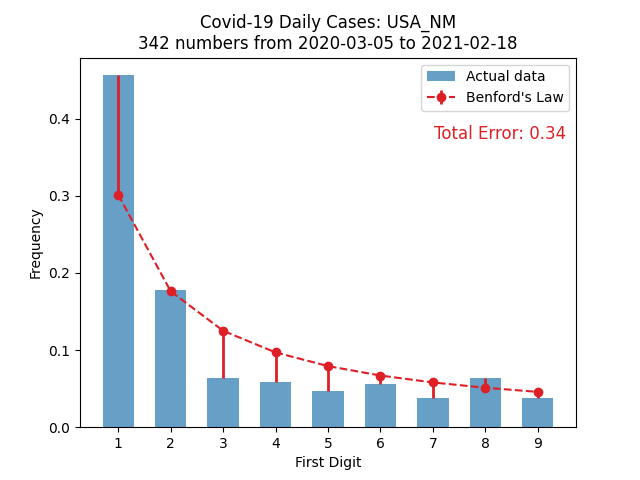 Covid-19 Daily Cases: USA_NM
342 numbers from 2020-03-05 to 2021-02-18
Actual data
Benford's Law
Total Error: 0.34
Frequency
0.4
0.3
0.2
0.1
0.0
1 2 3 4 5 6 7 8 9
First Digit